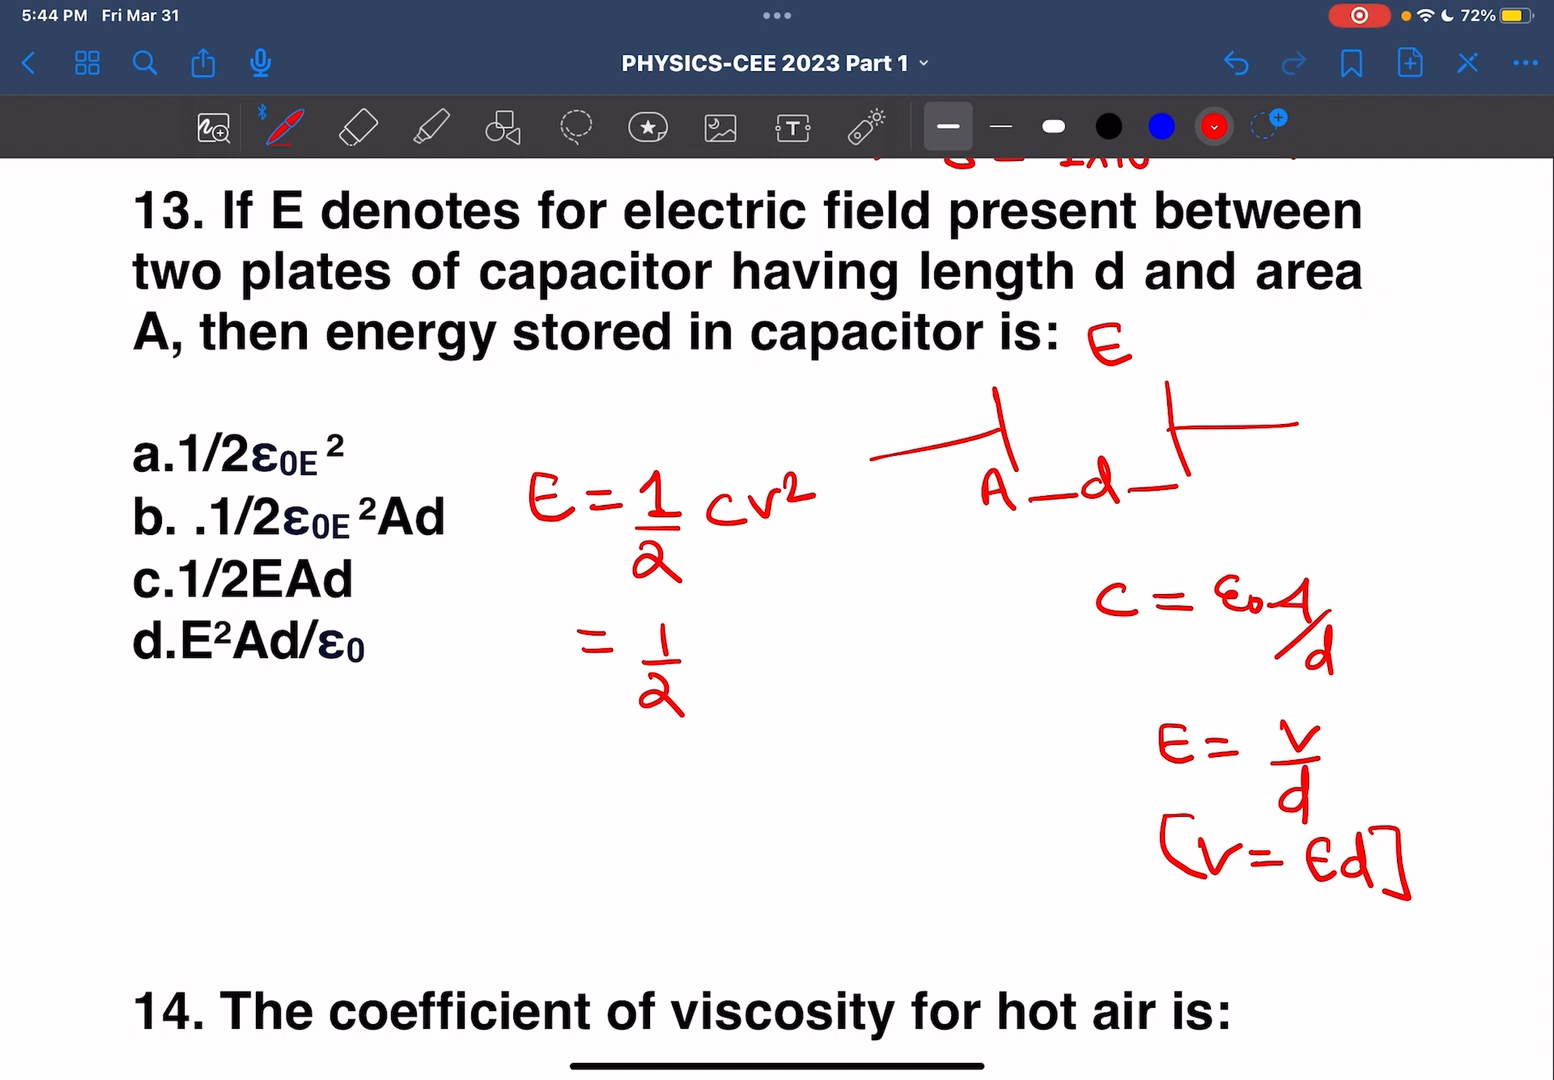 5:44 PM Fri Mar 31
72%
PHYSICS-CEE 2023 Part 1
13. If E denotes for electric field present between
two plates of capacitor having length d and area
A, then energy stored in capacitor is:
E
a.1/2ε₀E²
b. .1/2ε₀E²Ad
c.1/2EAd
d.E²Ad/ε₀
A d
E = 1/2 CV²
= 1/2
C = ε₀A/d
E = V/d
[V = Ed]
14. The coefficient of viscosity for hot air is: